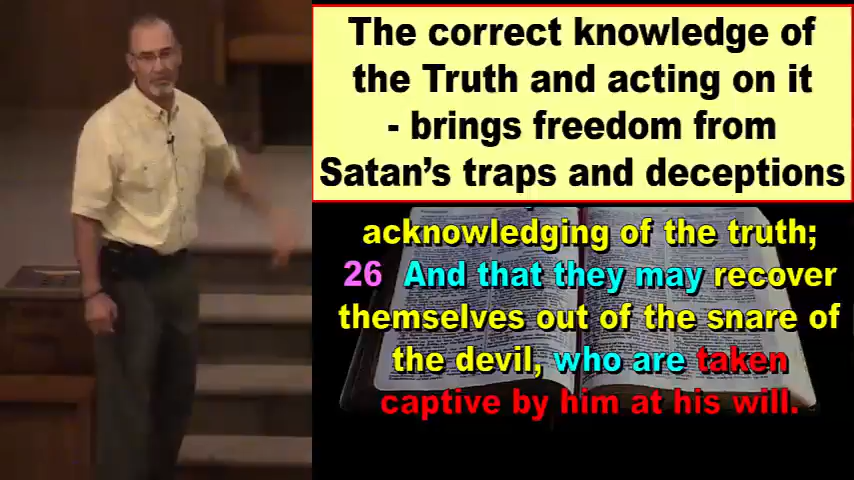 The correct knowledge of
the Truth and acting on it
- brings freedom from
Satan's traps and deceptions
acknowledging of the truth;
26 And that they may recover
themselves out of the snare of
the devil, who are taken
captive by him at his will.